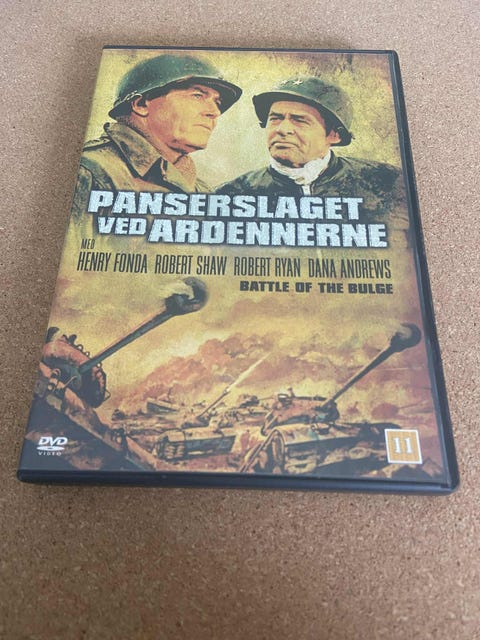 PANSERSLAGET
VED ARDENNERNE
MED
HENRY FONDA ROBERT SHAW ROBERT RYAN DANA ANDREWS
BATTLE OF THE BULGE
DVD
VIDEO
11